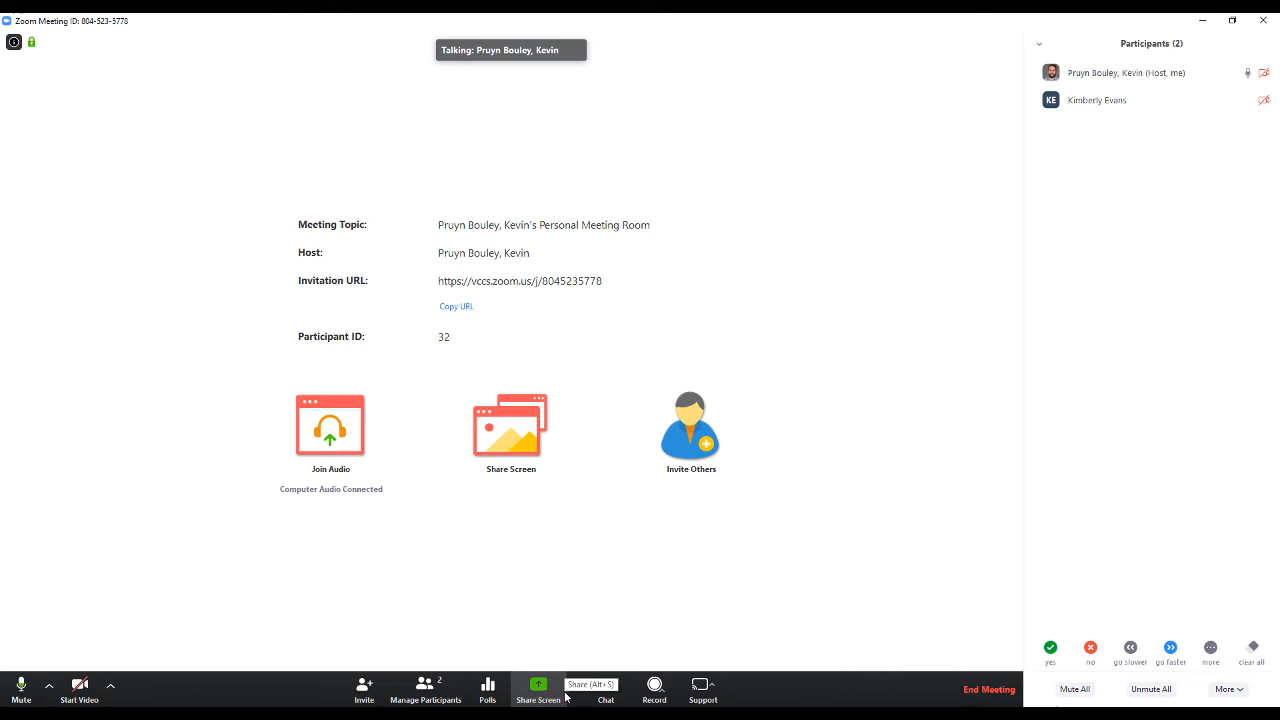 Zoom Meeting ID: 804-523-5778
Talking: Pruyn Bouley, Kevin
Participants (2)
Pruyn Bouley, Kevin (Host, me)
KE Kimberly Evans
Meeting Topic: Pruyn Bouley, Kevin's Personal Meeting Room
Host: Pruyn Bouley, Kevin
Invitation URL: https://vccs.zoom.us/j/8045235778
Copy URL
Participant ID: 32
Join Audio Share Screen Invite Others
Computer Audio Connected
yes no go slower go faster more clear all
2 Share (Alt+S)
Mute Start Video Invite Manage Participants Polls Share Screen Chat Record Support End Meeting
Mute All Unmute All More